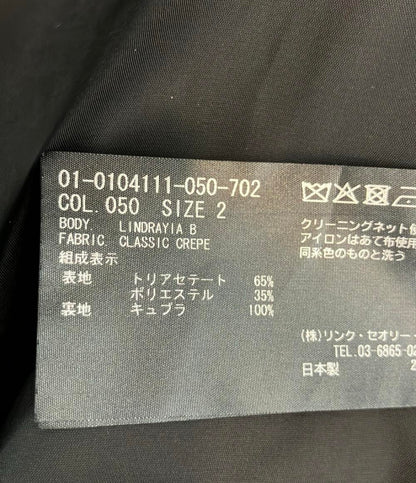 01-0104111-050-702
COL.050 SIZE 2
BODY. LINDRAYIA B
FABRIC CLASSIC CREPE
組成表示
表地 トリアセテート 65%
ポリエステル 35%
裏地 キュプラ 100%
クリーニングネット使
アイロンはあて布使用
同系色のものと洗う
(株)リンク・セオリー・
TEL.03-6865-02
日本製 2